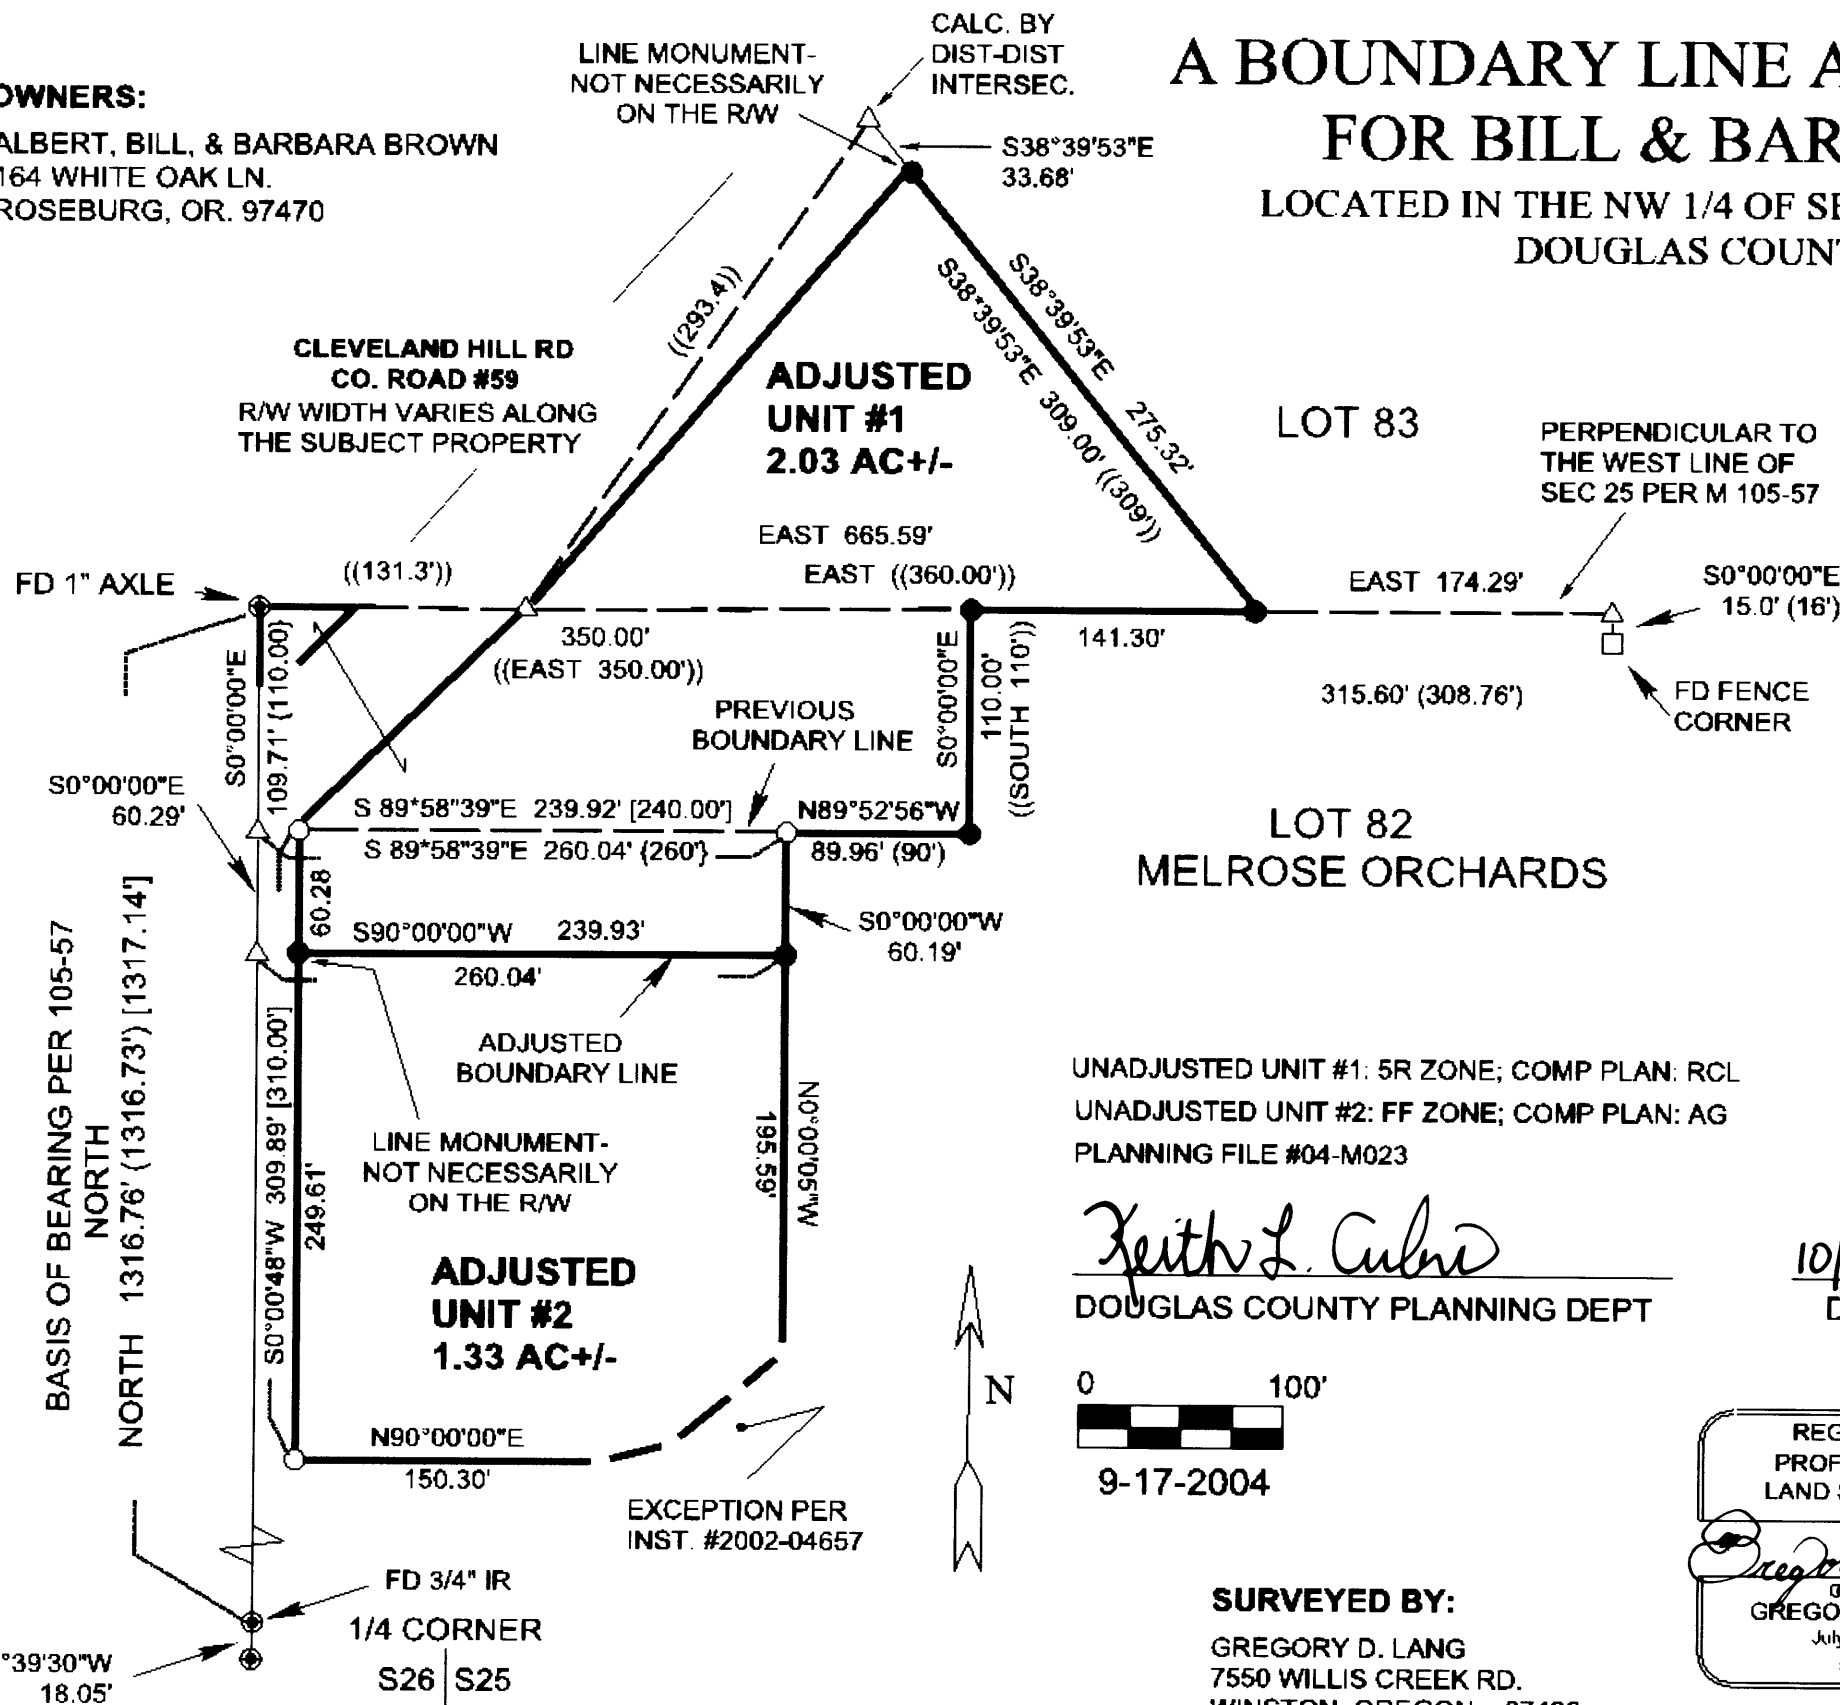 OWNERS:
ALBERT, BILL, & BARBARA BROWN
164 WHITE OAK LN.
ROSEBURG, OR. 97470
LINE MONUMENT-
NOT NECESSARILY
ON THE R/W
CALC. BY
DIST-DIST
INTERSEC.
S38°39'53"E
33.68'
A BOUNDARY LINE A
FOR BILL & BAR
LOCATED IN THE NW 1/4 OF SE
DOUGLAS COUNT
((293.4))
S38°39'53"E 275.32'
S38*39'53"E 309.00' ((309'))
CLEVELAND HILL RD
CO. ROAD #59
R/W WIDTH VARIES ALONG
THE SUBJECT PROPERTY
ADJUSTED
UNIT #1
2.03 AC+/-
LOT 83
PERPENDICULAR TO
THE WEST LINE OF
SEC 25 PER M 105-57
EAST 665.59'
FD 1" AXLE
((131.3'))
EAST ((360.00'))
EAST 174.29'
S0°00'00"E
15.0' (16')
350.00'
((EAST 350.00'))
141.30'
S0°00'00"E
109.71' {110.00}
S0°00'00"E
110.00'
((SOUTH 110'))
315.60' (308.76')
FD FENCE
CORNER
PREVIOUS
BOUNDARY LINE
S0°00'00"E
60.29'
S 89*58"39"E 239.92' [240.00']
N89°52'56"W
S 89*58"39"E 260.04' {260'}
89.96' (90')
LOT 82
MELROSE ORCHARDS
60.28
S90°00'00"W 239.93'
260.04'
S0°00'00"W
60.19'
BASIS OF BEARING PER 105-57
NORTH
NORTH 1316.76' (1316.73') [1317.14']
ADJUSTED
BOUNDARY LINE
S0°00'48"W 309.89' [310.00']
249.61'
LINE MONUMENT-
NOT NECESSARILY
ON THE R/W
N0°00'05"W
195.59'
UNADJUSTED UNIT #1: 5R ZONE; COMP PLAN: RCL
UNADJUSTED UNIT #2: FF ZONE; COMP PLAN: AG
PLANNING FILE #04-M023
ADJUSTED
UNIT #2
1.33 AC+/-
Keith L. Cubic
10/
DOUGLAS COUNTY PLANNING DEPT
D
N
0 100'
9-17-2004
N90°00'00"E
150.30'
EXCEPTION PER
INST. #2002-04657
REG
PROF
LAND S
FD 3/4" IR
1/4 CORNER
S26 S25
°39'30"W
18.05'
SURVEYED BY:
GREGORY D. LANG
7550 WILLIS CREEK RD.
WINSTON, OREGON
GREGO
July